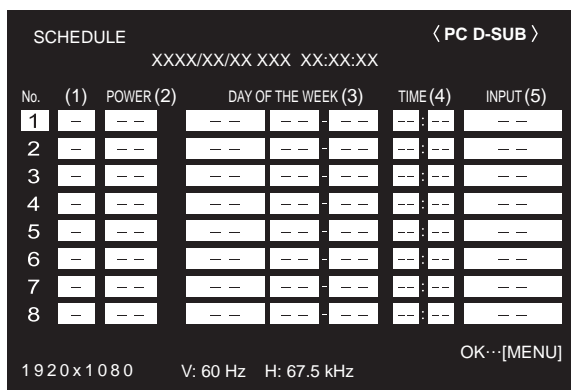 SCHEDULE 〈 PC D-SUB 〉
XXXX/XX/XX XXX XX:XX:XX
No. (1) POWER (2) DAY OF THE WEEK (3) TIME (4) INPUT (5)
1 – – – – – – – - – – – – : – – – –
2 – – – – – – – - – – – – : – – – –
3 – – – – – – – - – – – – : – – – –
4 – – – – – – – - – – – – : – – – –
5 – – – – – – – - – – – – : – – – –
6 – – – – – – – - – – – – : – – – –
7 – – – – – – – - – – – – : – – – –
8 – – – – – – – - – – – – : – – – –
OK···[MENU]
1920x1080 V: 60 Hz H: 67.5 kHz